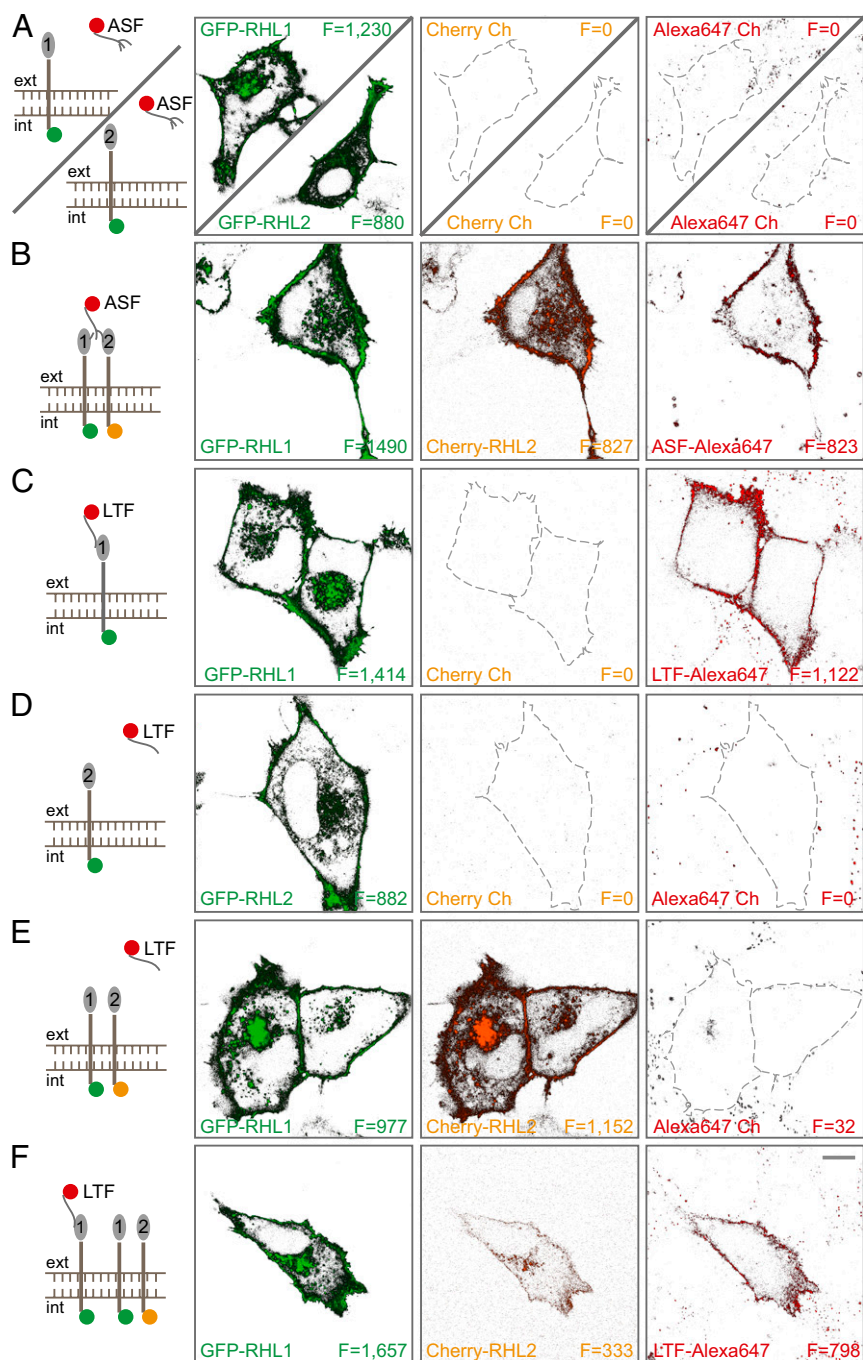 A
1
ASF
ext
int
ASF
2
ext
int
GFP-RHL1 F=1,230
GFP-RHL2 F=880
Cherry Ch F=0
Cherry Ch F=0
Alexa647 Ch F=0
Alexa647 Ch F=0
B
ASF
1 2
ext
int
GFP-RHL1 F=1490
Cherry-RHL2 F=827
ASF-Alexa647 F=823
C
LTF
1
ext
int
GFP-RHL1 F=1,414
Cherry Ch F=0
LTF-Alexa647 F=1,122
D
LTF
2
ext
int
GFP-RHL2 F=882
Cherry Ch F=0
Alexa647 Ch F=0
E
LTF
1 2
ext
int
GFP-RHL1 F=977
Cherry-RHL2 F=1,152
Alexa647 Ch F=32
F
LTF
1 1 2
ext
int
GFP-RHL1 F=1,657
Cherry-RHL2 F=333
LTF-Alexa647 F=798